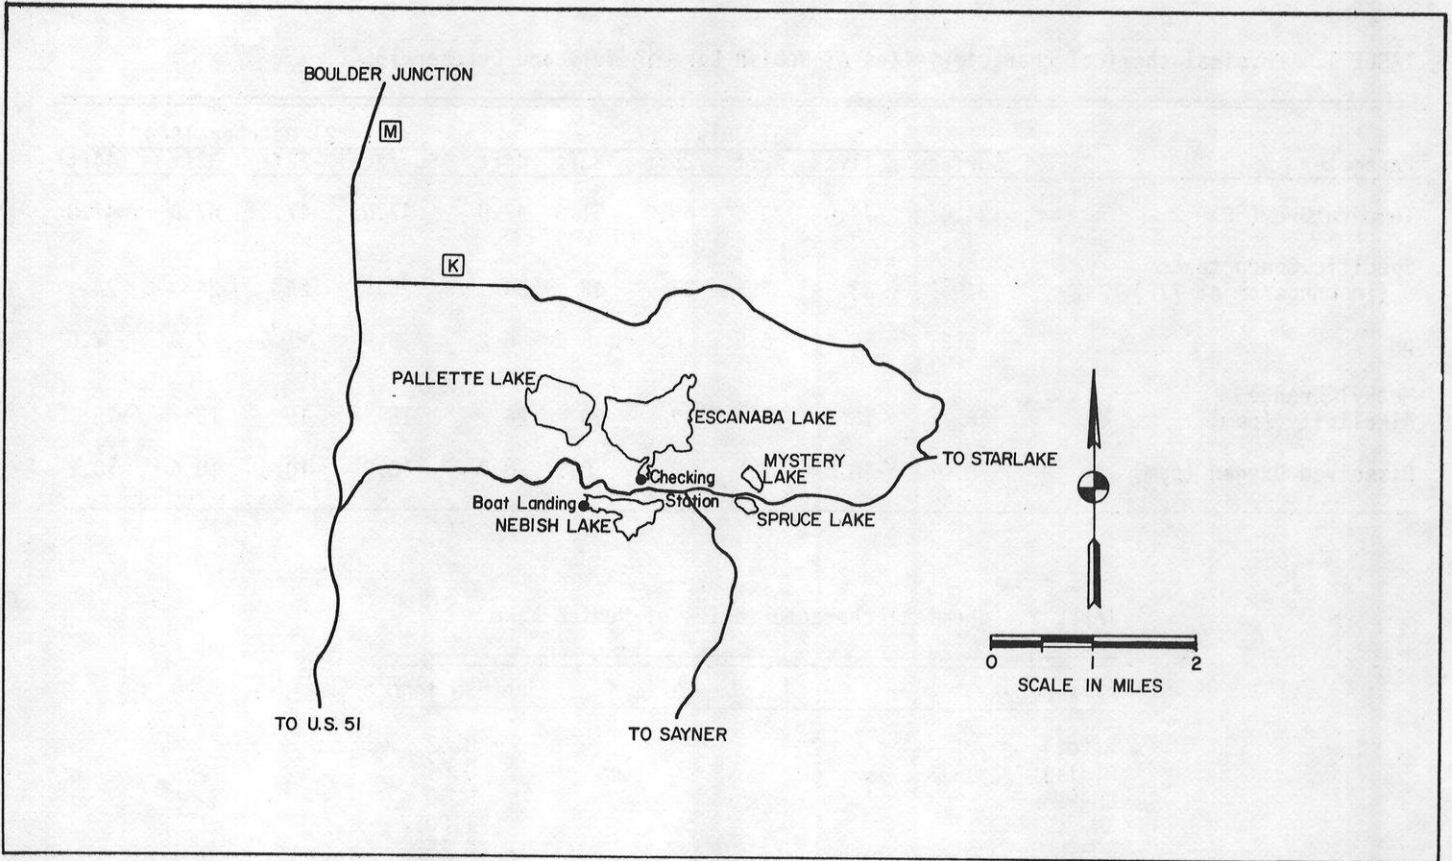 BOULDER JUNCTION
M
K
PALLETTE LAKE
ESCANABA LAKE
MYSTERY
LAKE
TO STARLAKE
Checking
Station
Boat Landing
NEBISH LAKE
SPRUCE LAKE
0 1 2
SCALE IN MILES
TO U.S. 51
TO SAYNER